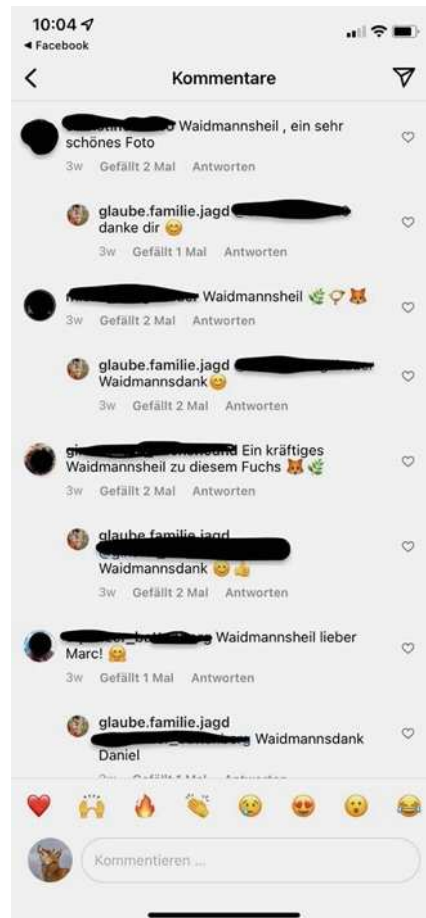 10:04
◀ Facebook
Kommentare
Waidmannsheil , ein sehr
schönes Foto
3w Gefällt 2 Mal Antworten
glaube.familie.jagd
danke dir 😊
3w Gefällt 1 Mal Antworten
Waidmannsheil 🌿📯🦊
3w Gefällt 2 Mal Antworten
glaube.familie.jagd
Waidmannsdank😊
3w Gefällt 2 Mal Antworten
Ein kräftiges
Waidmannsheil zu diesem Fuchs 🦊🌿
3w Gefällt 2 Mal Antworten
glaube.familie.jagd
Waidmannsdank 😊👍
3w Gefällt 2 Mal Antworten
Waidmannsheil lieber
Marc! 🤗
3w Gefällt 1 Mal Antworten
glaube.familie.jagd
Waidmannsdank
Daniel
❤️🙌🔥👏😢😍😮😂
Kommentieren ...